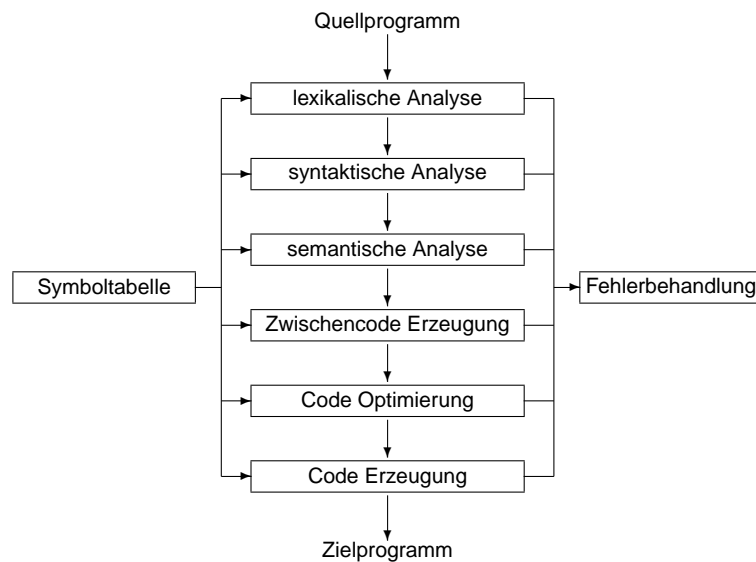 Quellprogramm
lexikalische Analyse
syntaktische Analyse
semantische Analyse
Symboltabelle
Fehlerbehandlung
Zwischencode Erzeugung
Code Optimierung
Code Erzeugung
Zielprogramm